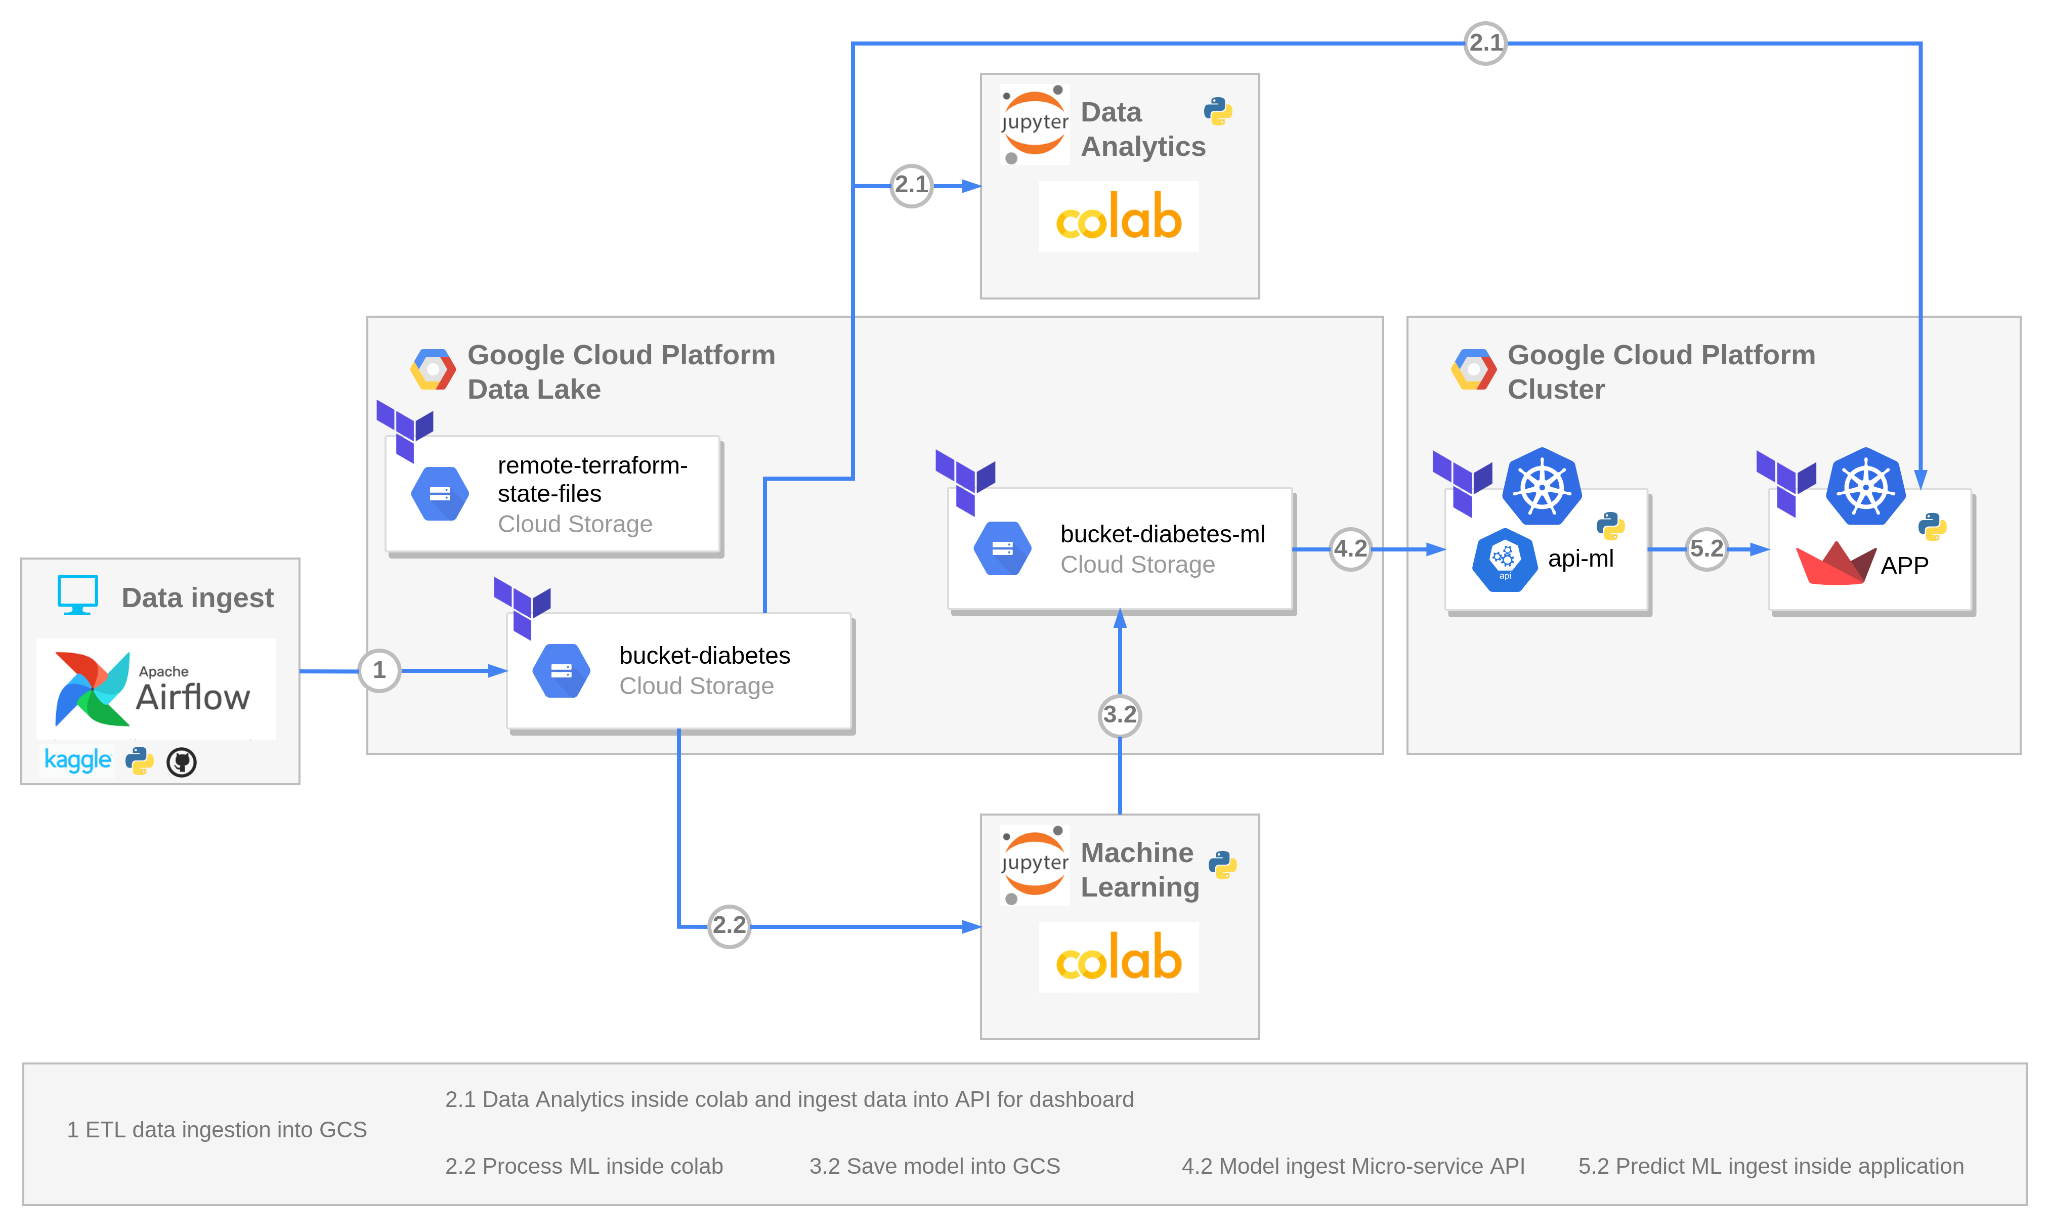 2.1
jupyter
Data
Analytics
2.1
colab
Google Cloud Platform
Data Lake
remote-terraform-
state-files
Cloud Storage
bucket-diabetes
Cloud Storage
bucket-diabetes-ml
Cloud Storage
Google Cloud Platform
Cluster
4.2
api
api-ml
5.2
APP
Data ingest
Apache
Airflow
kaggle
1
3.2
2.2
jupyter
Machine
Learning
colab
1 ETL data ingestion into GCS
2.1 Data Analytics inside colab and ingest data into API for dashboard
2.2 Process ML inside colab
3.2 Save model into GCS
4.2 Model ingest Micro-service API
5.2 Predict ML ingest inside application